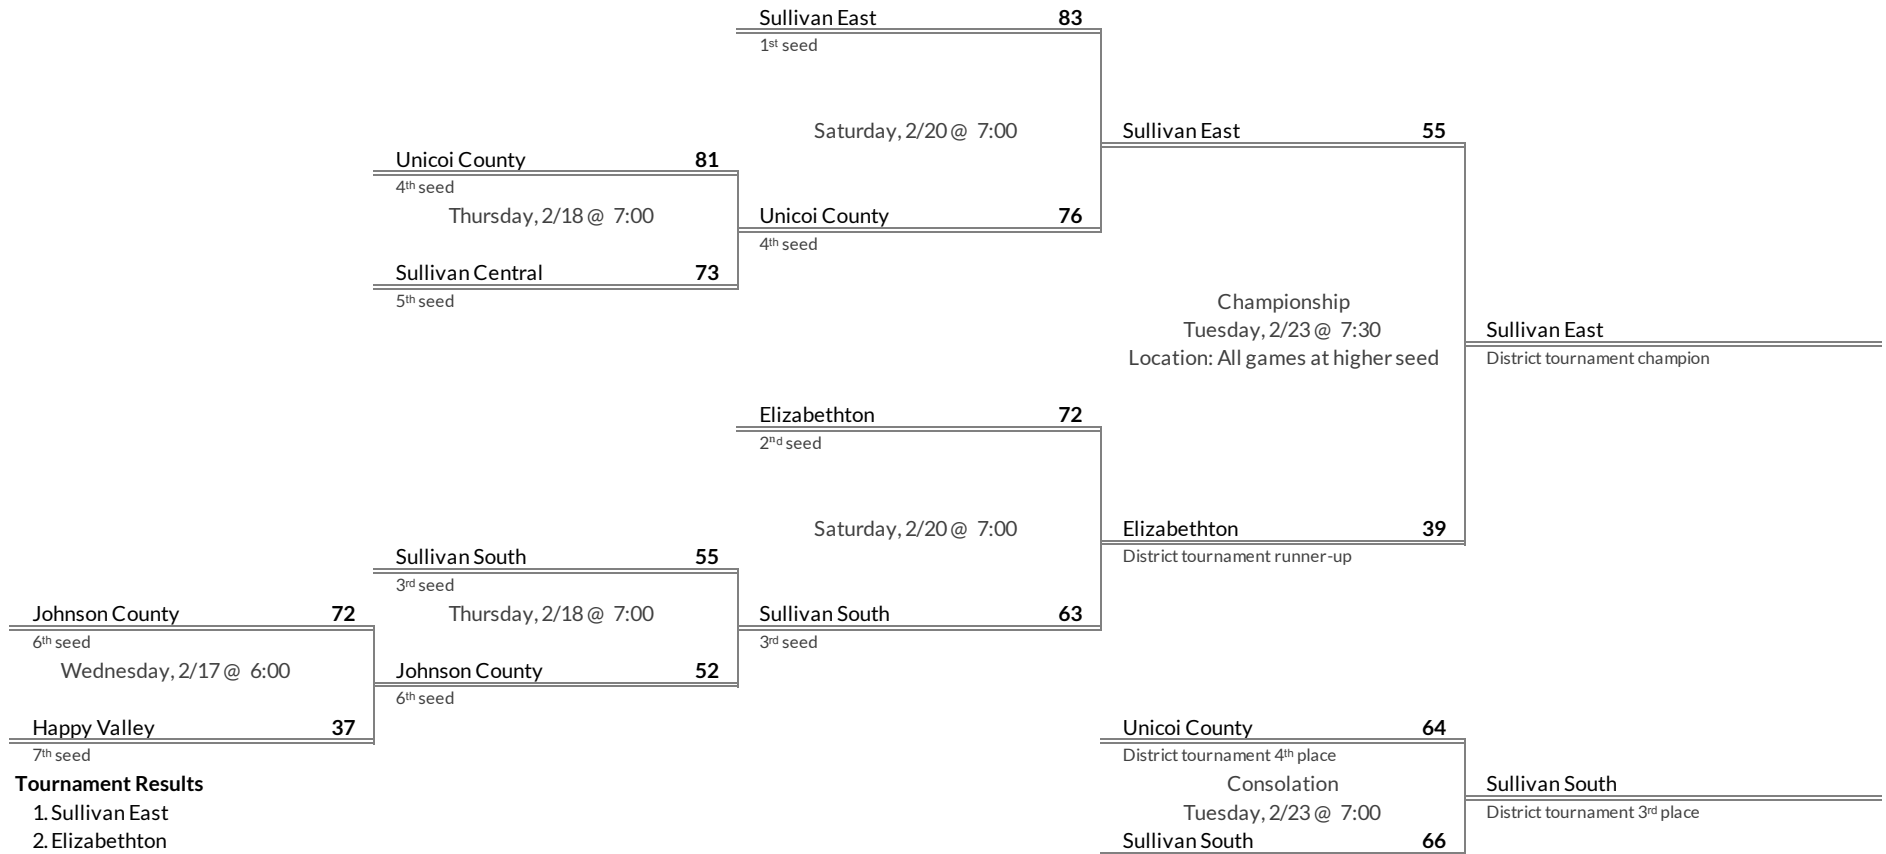 Sullivan East 83
1st seed
Saturday, 2/20 @ 7:00
Sullivan East 55
Unicoi County 81
4th seed
Thursday, 2/18 @ 7:00
Unicoi County 76
4th seed
Sullivan Central 73
5th seed
Championship
Tuesday, 2/23 @ 7:30
Location: All games at higher seed
Sullivan East
District tournament champion
Elizabethton 72
2nd seed
Saturday, 2/20 @ 7:00
Elizabethton 39
District tournament runner-up
Sullivan South 55
3rd seed
Johnson County 72
6th seed
Thursday, 2/18 @ 7:00
Sullivan South 63
3rd seed
Wednesday, 2/17 @ 6:00
Johnson County 52
6th seed
Happy Valley 37
7th seed
Unicoi County 64
District tournament 4th place
Consolation
Tuesday, 2/23 @ 7:00
Sullivan South 66
Sullivan South
District tournament 3rd place
Tournament Results
1. Sullivan East
2. Elizabethton